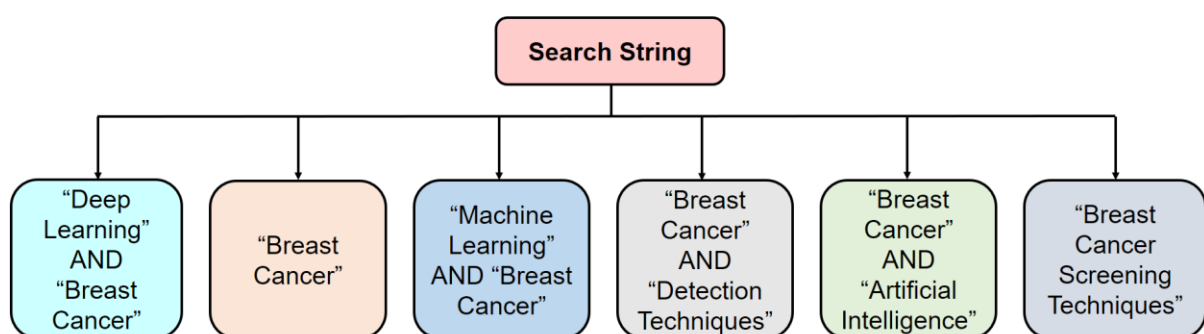 Search String
“Deep
Learning”
AND
“Breast
Cancer”
“Breast
Cancer”
“Machine
Learning”
AND “Breast
Cancer”
“Breast
Cancer”
AND
“Detection
Techniques”
“Breast
Cancer”
AND
“Artificial
Intelligence”
“Breast
Cancer
Screening
Techniques”